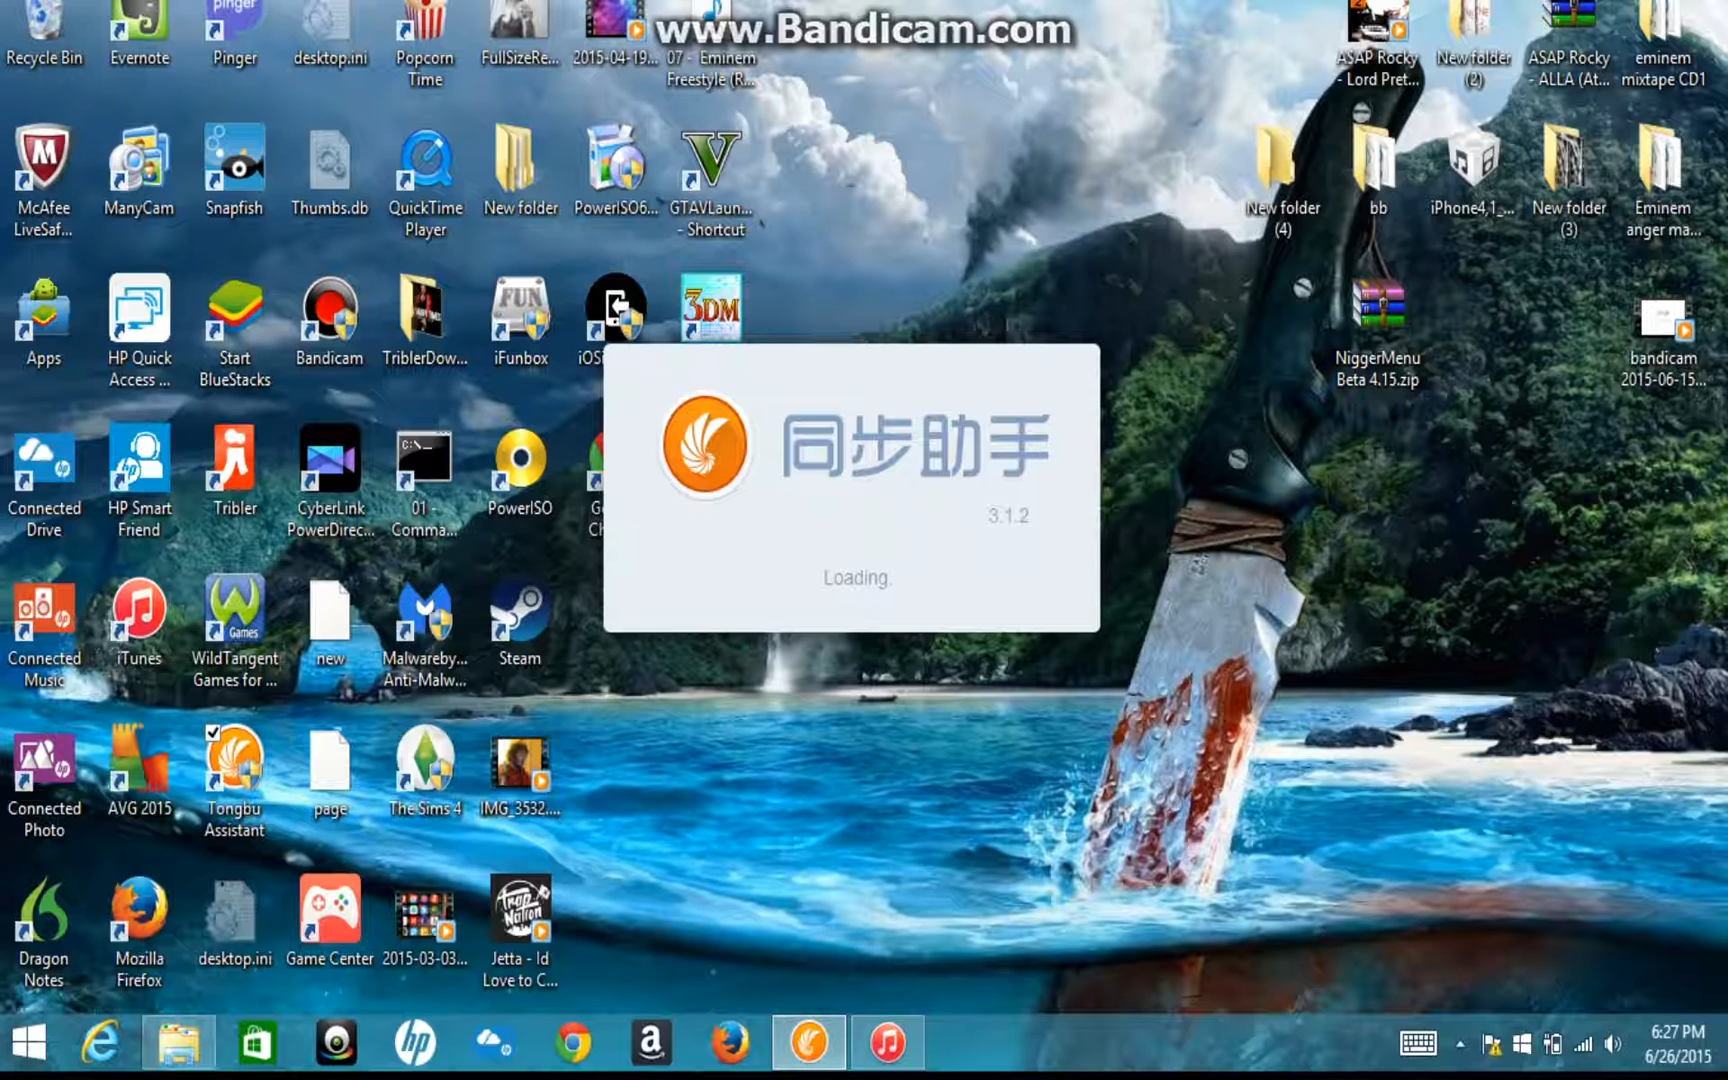 www.Bandicam.com
Recycle Bin
Evernote
pinger
Pinger
desktop.ini
Popcorn
Time
FullSizeRe...
2015-04-19...
07 - Eminem
Freestyle (R...
ASAP Rocky
- Lord Pret...
New folder
(2)
ASAP Rocky
- ALLA (At...
eminem
mixtape CD1
McAfee
LiveSaf...
ManyCam
Snapfish
Thumbs.db
QuickTime
Player
New folder
PowerISO6...
GTAVLaun...
- Shortcut
New folder
(4)
bb
iPhone4,1_...
New folder
(3)
Eminem
anger ma...
Apps
HP Quick
Access ...
Start
BlueStacks
Bandicam
TriblerDow...
FUN
iFunbox
3DM
NiggerMenu
Beta 4.15.zip
bandicam
2015-06-15...
同步助手
3.1.2
Loading.
Connected
Drive
HP Smart
Friend
Tribler
CyberLink
PowerDirec...
C:\_
01 -
Comma...
PowerISO
Connected
Music
iTunes
Games
WildTangent
Games for ...
new
Malwareby...
Anti-Malw...
Steam
Connected
Photo
AVG 2015
Tongbu
Assistant
page
The Sims 4
IMG_3532....
Dragon
Notes
Mozilla
Firefox
desktop.ini
Game Center
2015-03-03...
Trap
Nation
Jetta - Id
Love to C...
6:27 PM
6/26/2015